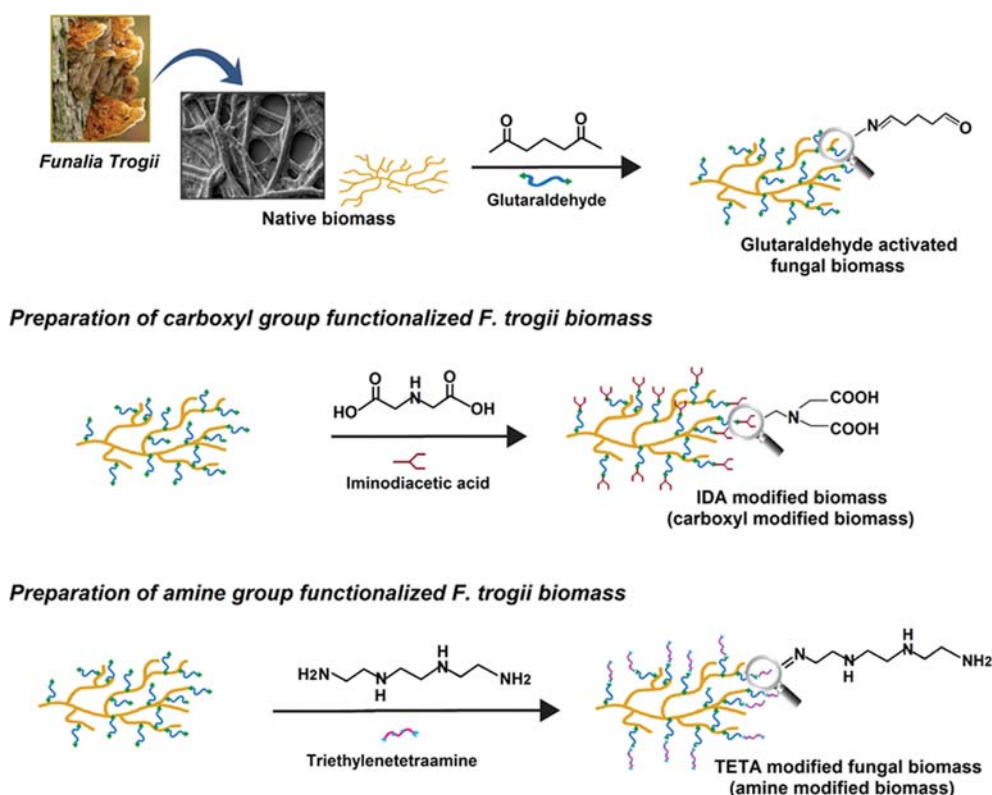 Funalia Trogii
Native biomass
O O
Glutaraldehyde
N O
Glutaraldehyde activated
fungal biomass
Preparation of carboxyl group functionalized F. trogii biomass
O H O
HO N OH
Iminodiacetic acid
N COOH
COOH
IDA modified biomass
(carboxyl modified biomass)
Preparation of amine group functionalized F. trogii biomass
H
H2N N N NH2
H
Triethylenetetraamine
H
N N N NH2
H
TETA modified fungal biomass
(amine modified biomass)